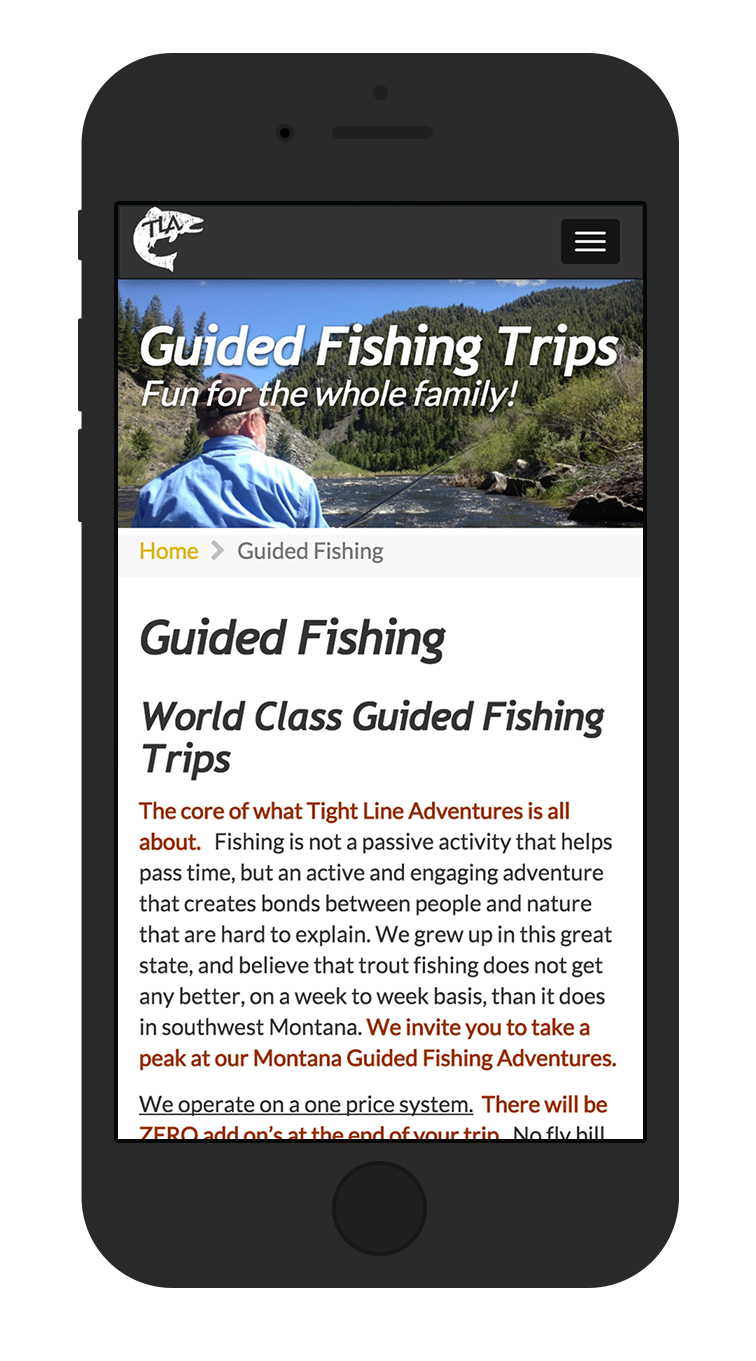 TLA
Guided Fishing Trips
Fun for the whole family!
Home Guided Fishing
Guided Fishing
World Class Guided Fishing
Trips
The core of what Tight Line Adventures is all
about. Fishing is not a passive activity that helps
pass time, but an active and engaging adventure
that creates bonds between people and nature
that are hard to explain. We grew up in this great
state, and believe that trout fishing does not get
any better, on a week to week basis, than it does
in southwest Montana. We invite you to take a
peak at our Montana Guided Fishing Adventures.
We operate on a one price system. There will be
ZERO add on's at the end of your trip. No fly bill